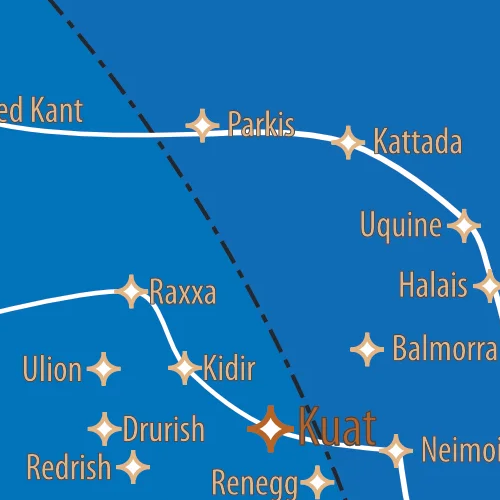 ed Kant
Parkis
Kattada
Uquine
Halais
Raxxa
Balmorra
Ulion
Kidir
Kuat
Drurish
Neimoi
Redrish
Renegg